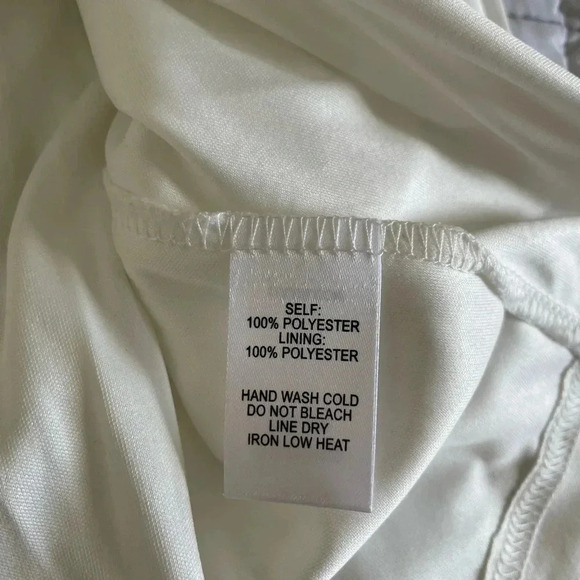 SELF:
100% POLYESTER
LINING:
100% POLYESTER
HAND WASH COLD
DO NOT BLEACH
LINE DRY
IRON LOW HEAT